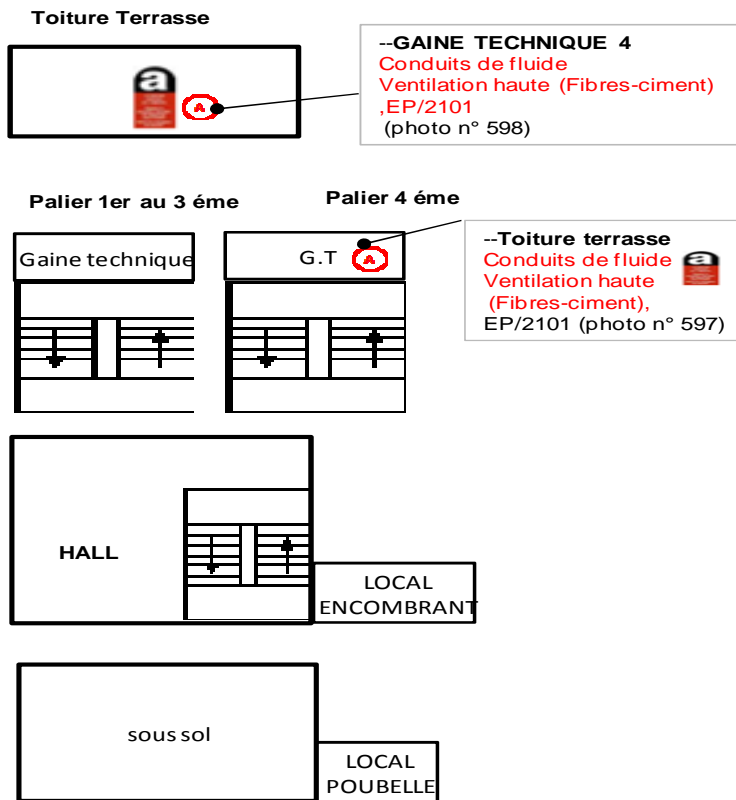 Toiture Terrasse
--GAINE TECHNIQUE 4
Conduits de fluide
Ventilation haute (Fibres-ciment)
,EP/2101
(photo n° 598)
a
A
Palier 1er au 3 éme
Palier 4 éme
Gaine technique
G.T
A
--Toiture terrasse
Conduits de fluide
a
Ventilation haute
(Fibres-ciment),
EP/2101 (photo n° 597)
HALL
LOCAL
ENCOMBRANT
sous sol
LOCAL
POUBELLE